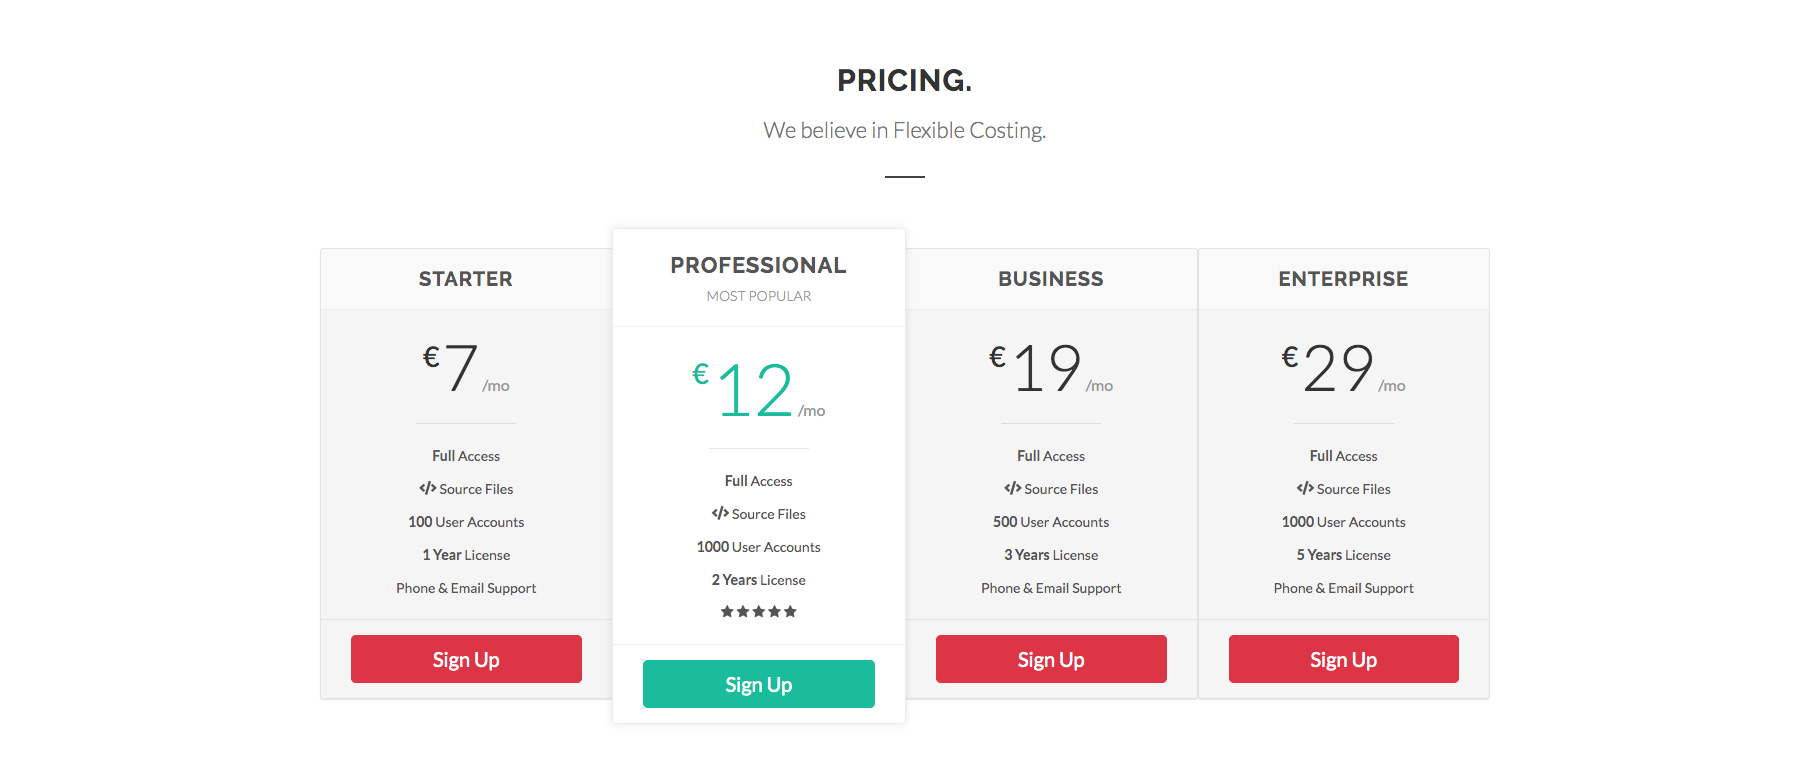 PRICING.
We believe in Flexible Costing.
STARTER
€7/mo
Full Access
</> Source Files
100 User Accounts
1 Year License
Phone & Email Support
Sign Up
PROFESSIONAL
MOST POPULAR
€12/mo
Full Access
</> Source Files
1000 User Accounts
2 Years License
★★★★★
Sign Up
BUSINESS
€19/mo
Full Access
</> Source Files
500 User Accounts
3 Years License
Phone & Email Support
Sign Up
ENTERPRISE
€29/mo
Full Access
</> Source Files
1000 User Accounts
5 Years License
Phone & Email Support
Sign Up